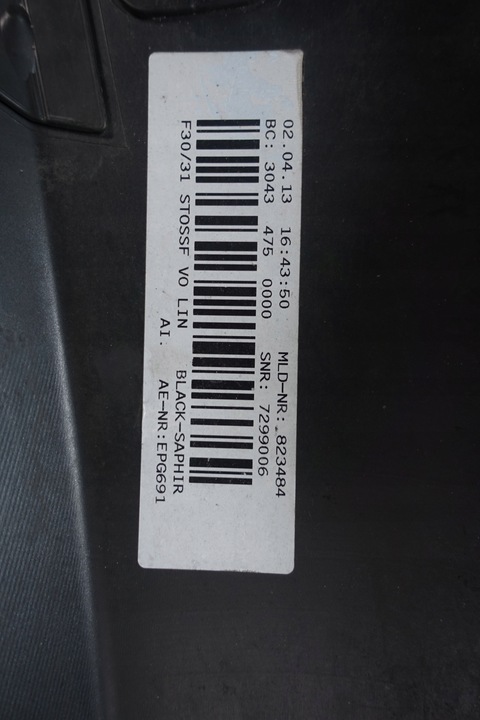 02.04.13 16:43:50 MLD-NR: 823484
BC: 3043 475 0000 SNR: 7299006
F30/31 STOSSF VO LIN BLACK-SAPHIR
AI. AE-NR:EPG691